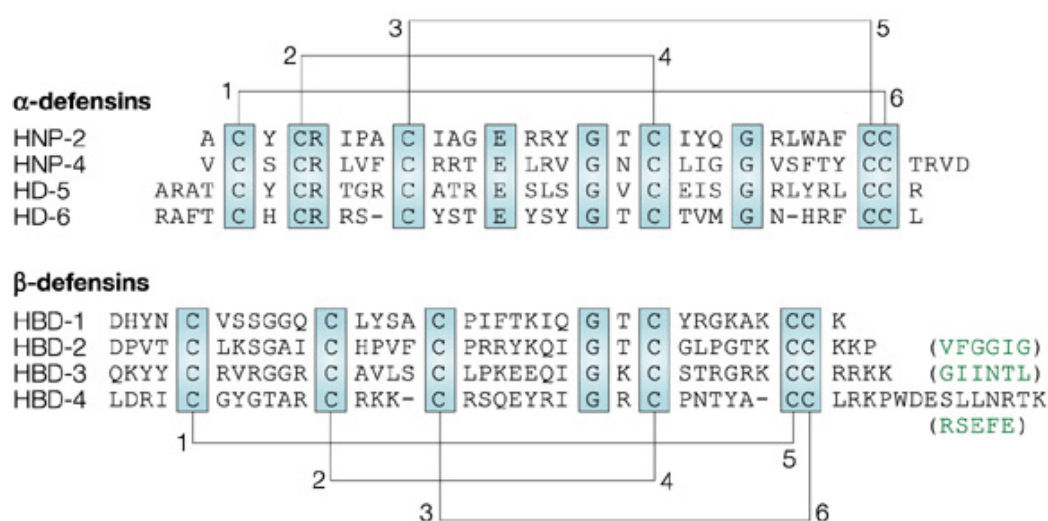 3 5
2 4
1 6
α-defensins
HNP-2 A C Y CR IPA C IAG E RRY G T C IYQ G RLWAF CC
HNP-4 V C S CR LVF C RRT E LRV G N C LIG G VSFTY CC TRVD
HD-5 ARAT C Y CR TGR C ATR E SLS G V C EIS G RLYRL CC R
HD-6 RAFT C H CR RS- C YST E YSY G T C TVM G N-HRF CC L
β-defensins
HBD-1 DHYN C VSSGGQ C LYSA C PIFTKIQ G T C YRGKAK CC K
HBD-2 DPVT C LKSGAI C HPVF C PRRYKQI G T C GLPGTK CC KKP (VFGGIG)
HBD-3 QKYY C RVRGGR C AVLS C LPKEEQI G K C STRGRK CC RRKK (GIINTL)
HBD-4 LDRI C GYGTAR C RKK- C RSQEYRI G R C PNTYA- CC LRKPWDESLLNRTK
(RSEFE)
1 5
2 4
3 6